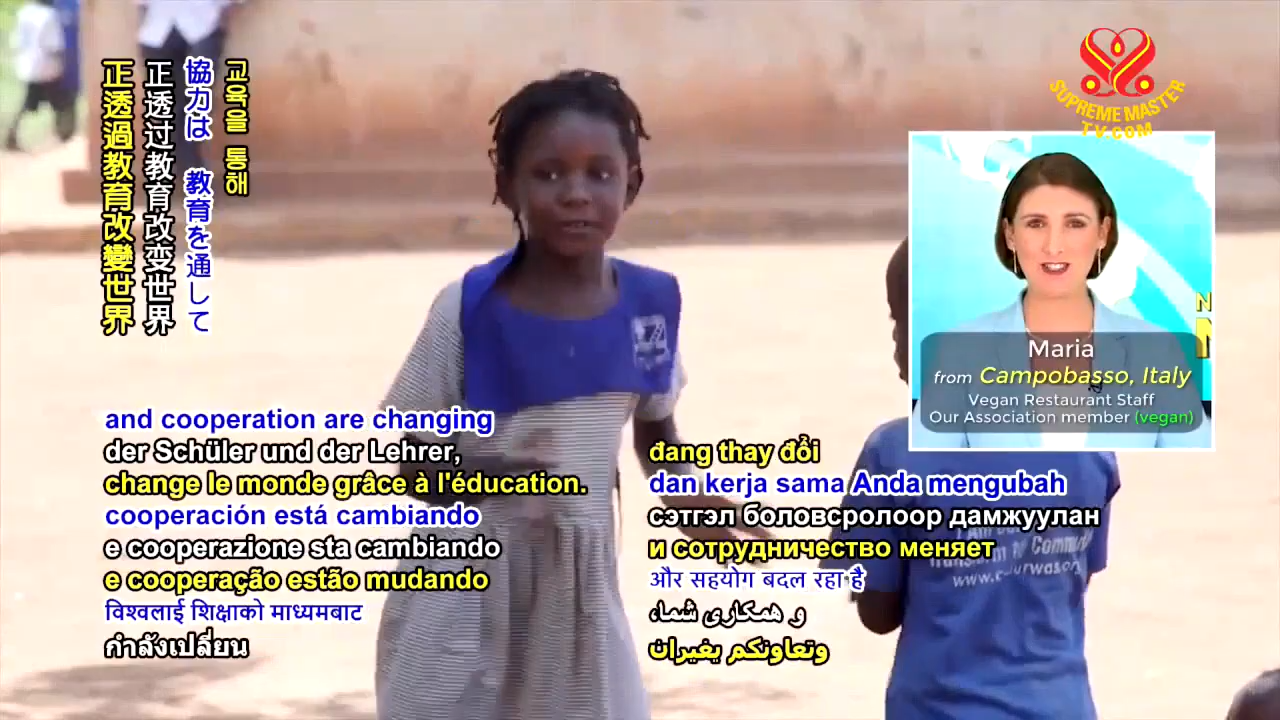 교육을 통해
協力は 教育を通して
正透过教育改变世界
正透過教育改變世界
SUPREME MASTER
TV.COM
Maria
from Campobasso, Italy
Vegan Restaurant Staff
Our Association member (vegan)
and cooperation are changing
der Schüler und der Lehrer,
change le monde grâce à l'éducation.
cooperación está cambiando
e cooperazione sta cambiando
e cooperação estão mudando
विश्वलाई शिक्षाको माध्यमबाट
กำลังเปลี่ยน
đang thay đổi
dan kerja sama Anda mengubah
сэтгэл боловсролоор дамжуулан
и сотрудничество меняет
और सहयोग बदल रहा है
و همکاری شما،
وتعاونكم يغيران